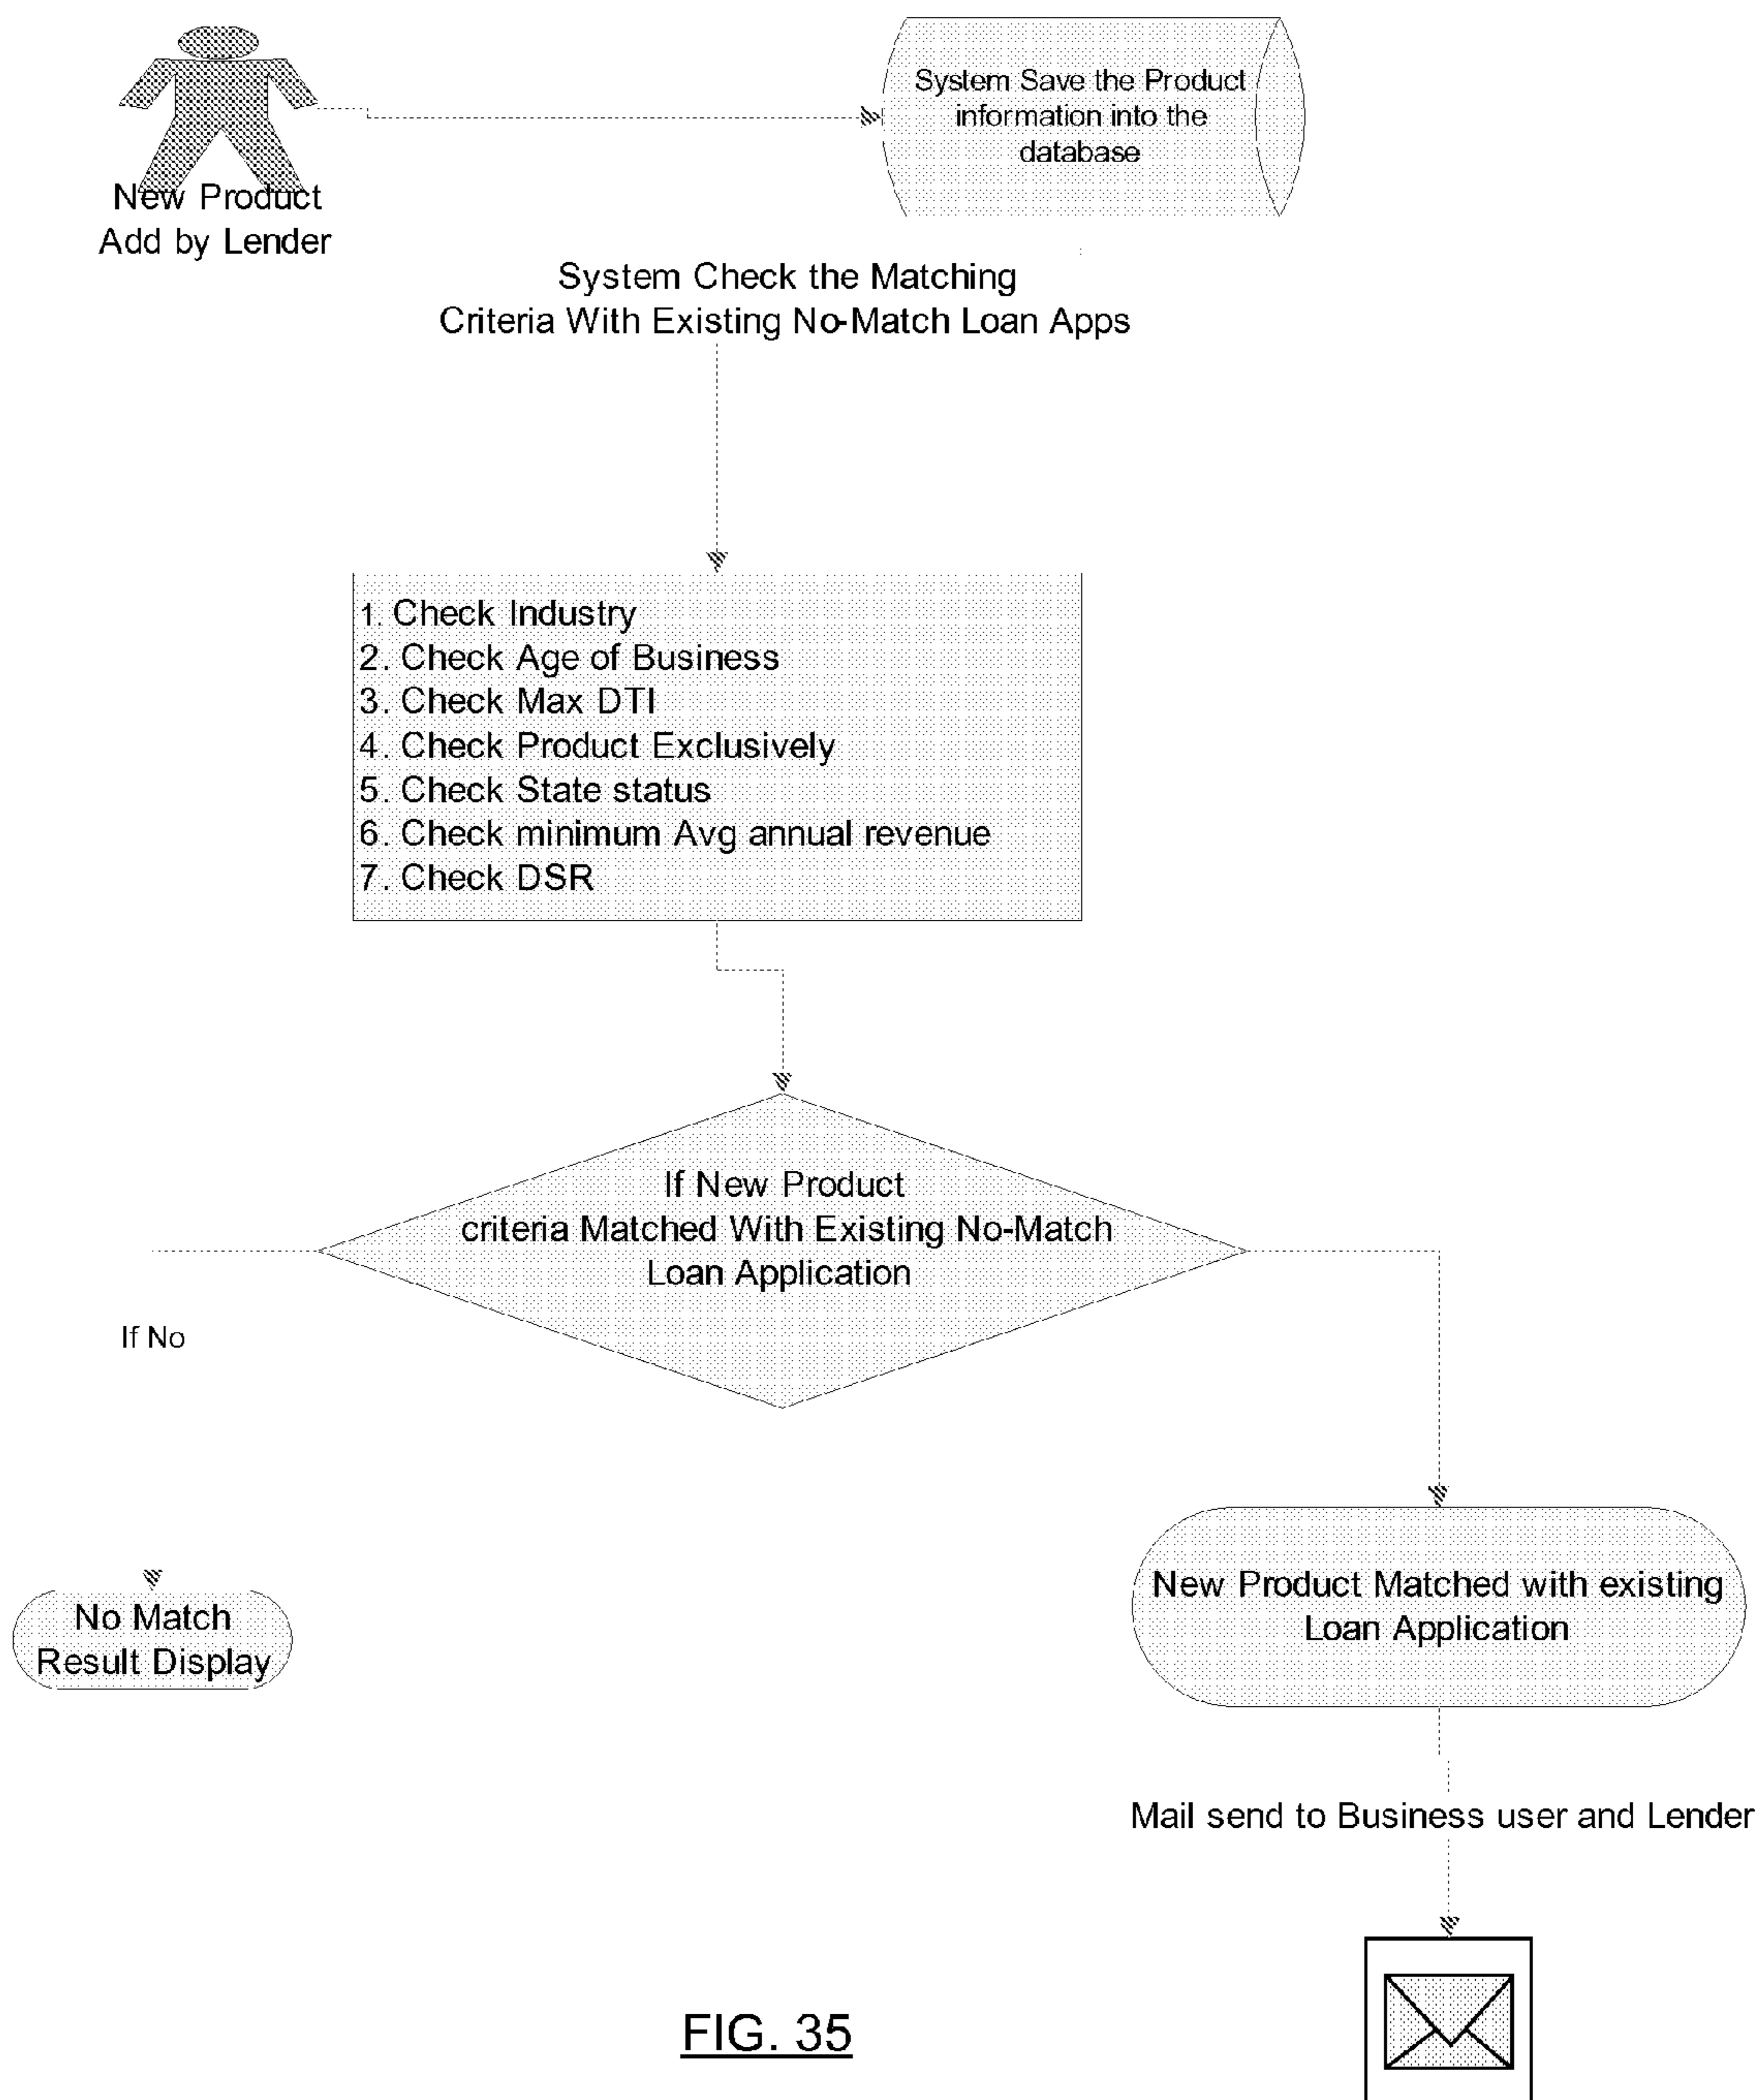 System Save the Product
information into the
database
New Product
Add by Lender
System Check the Matching
Criteria With Existing No-Match Loan Apps
1. Check Industry
2. Check Age of Business
3. Check Max DTI
4. Check Product Exclusively
5. Check State status
6. Check minimum Avg annual revenue
7. Check DSR
If New Product
criteria Matched With Existing No-Match
Loan Application
If No
New Product Matched with existing
Loan Application
No Match
Result Display
Mail send to Business user and Lender
FIG. 35